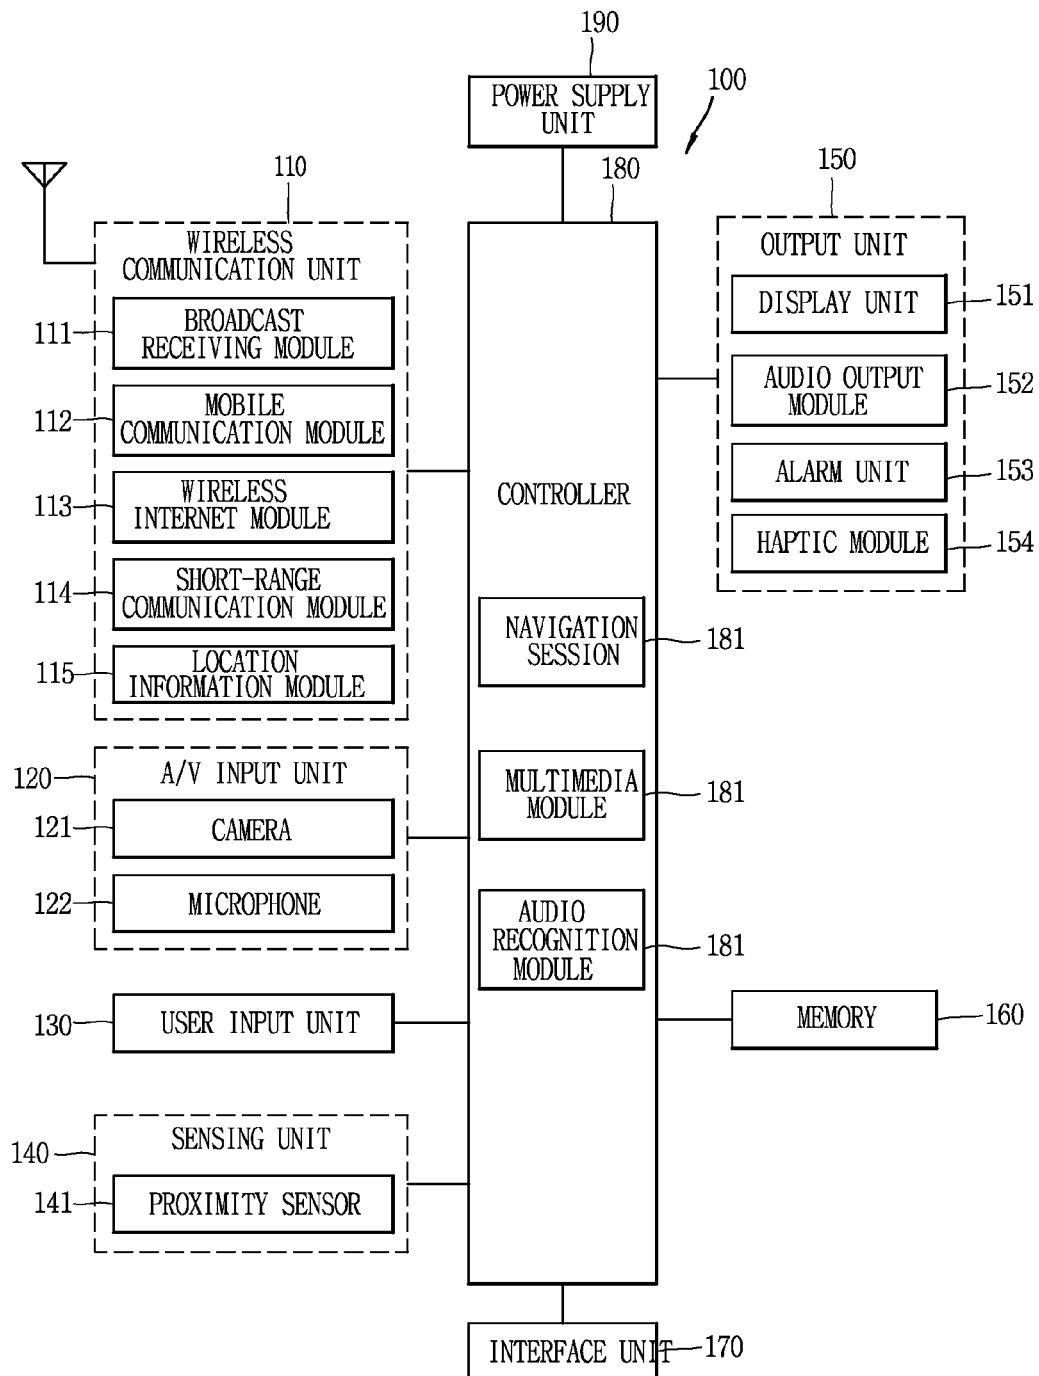 190
POWER SUPPLY
UNIT
100
110
180
150
WIRELESS
COMMUNICATION UNIT
111
BROADCAST
RECEIVING MODULE
112
MOBILE
COMMUNICATION MODULE
113
WIRELESS
INTERNET MODULE
114
SHORT-RANGE
COMMUNICATION MODULE
115
LOCATION
INFORMATION MODULE
120
A/V INPUT UNIT
121
CAMERA
122
MICROPHONE
130
USER INPUT UNIT
140
SENSING UNIT
141
PROXIMITY SENSOR
CONTROLLER
NAVIGATION
SESSION
181
MULTIMEDIA
MODULE
181
AUDIO
RECOGNITION
MODULE
181
OUTPUT UNIT
DISPLAY UNIT
151
AUDIO OUTPUT
MODULE
152
ALARM UNIT
153
HAPTIC MODULE
154
MEMORY
160
INTERFACE UNIT
170